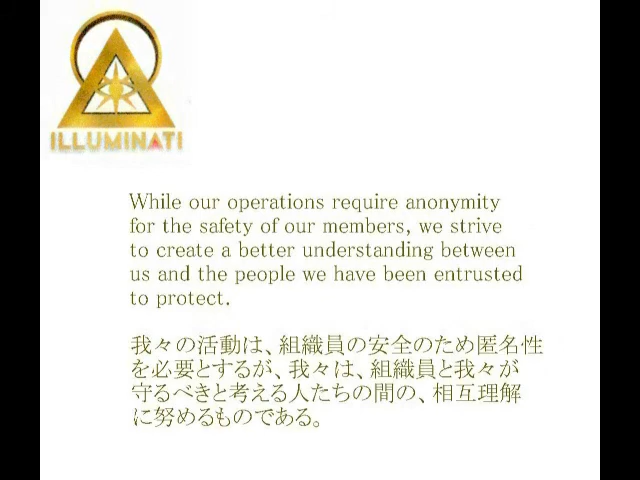 ILLUMINATI
While our operations require anonymity
for the safety of our members, we strive
to create a better understanding between
us and the people we have been entrusted
to protect.
我々の活動は、組織員の安全のため匿名性
を必要とするが、我々は、組織員と我々が
守るべきと考える人たちの間の、相互理解
に努めるものである。